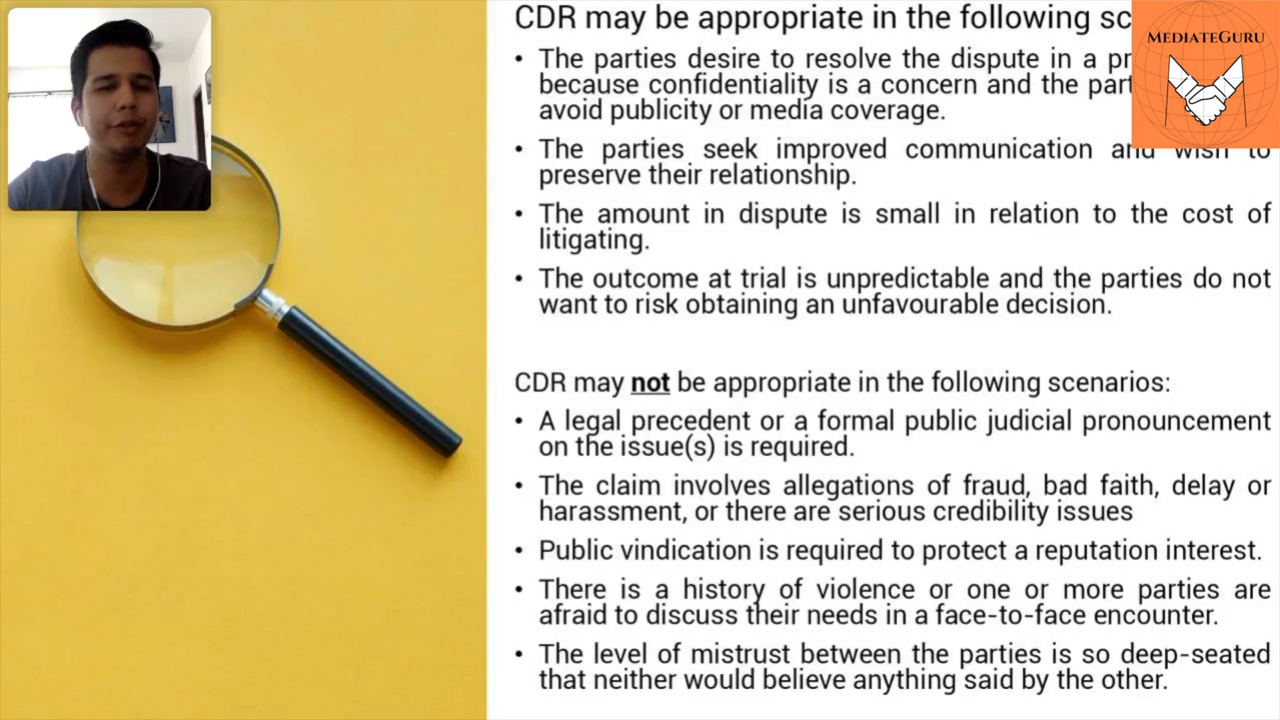 CDR may be appropriate in the following
MEDIATEGURU
• The parties desire to resolve the dispute in a
because confidentiality is a concern and the
avoid publicity or media coverage.
• The parties seek improved communication and wish to
preserve their relationship.
• The amount in dispute is small in relation to the cost of
litigating.
• The outcome at trial is unpredictable and the parties do not
want to risk obtaining an unfavourable decision.
CDR may not be appropriate in the following scenarios:
• A legal precedent or a formal public judicial pronouncement
on the issue(s) is required.
• The claim involves allegations of fraud, bad faith, delay or
harassment, or there are serious credibility issues
• Public vindication is required to protect a reputation interest.
• There is a history of violence or one or more parties are
afraid to discuss their needs in a face-to-face encounter.
• The level of mistrust between the parties is so deep-seated
that neither would believe anything said by the other.